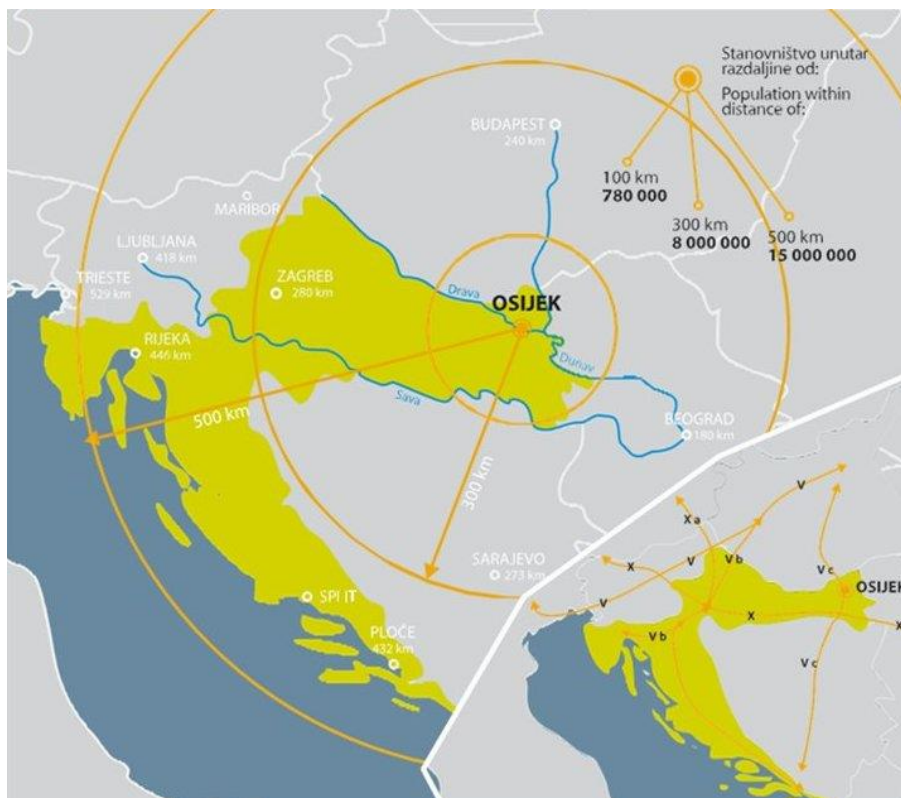 Stanovništvo unutar
razdaljine od:
Population within
distance of:
100 km
780 000
300 km
8 000 000
500 km
15 000 000
BUDAPEST
240 km
MARIBOR
LJUBLJANA
418 km
TRIESTE
529 km
ZAGREB
280 km
Drava
OSIJEK
RIJEKA
446 km
Dunav
Sava
500 km
BEOGRAD
180 km
300 km
SARAJEVO
273 km
SPI IT
PLOČE
432 km
V
X a
V
V b
V c
X
V
OSIJEK
X
X
V b
V c